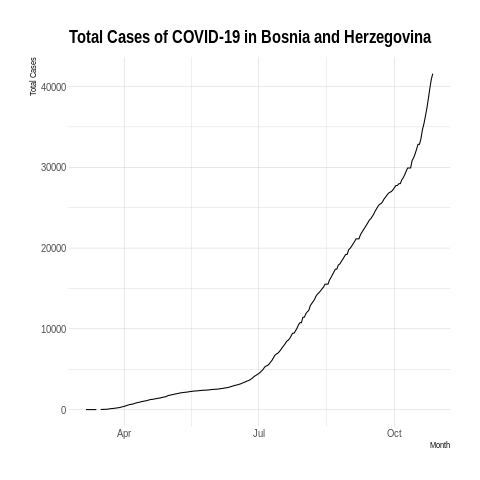 Total Cases of COVID-19 in Bosnia and Herzegovina
Total Cases
40000
30000
20000
10000
0
Apr
Jul
Oct
Month